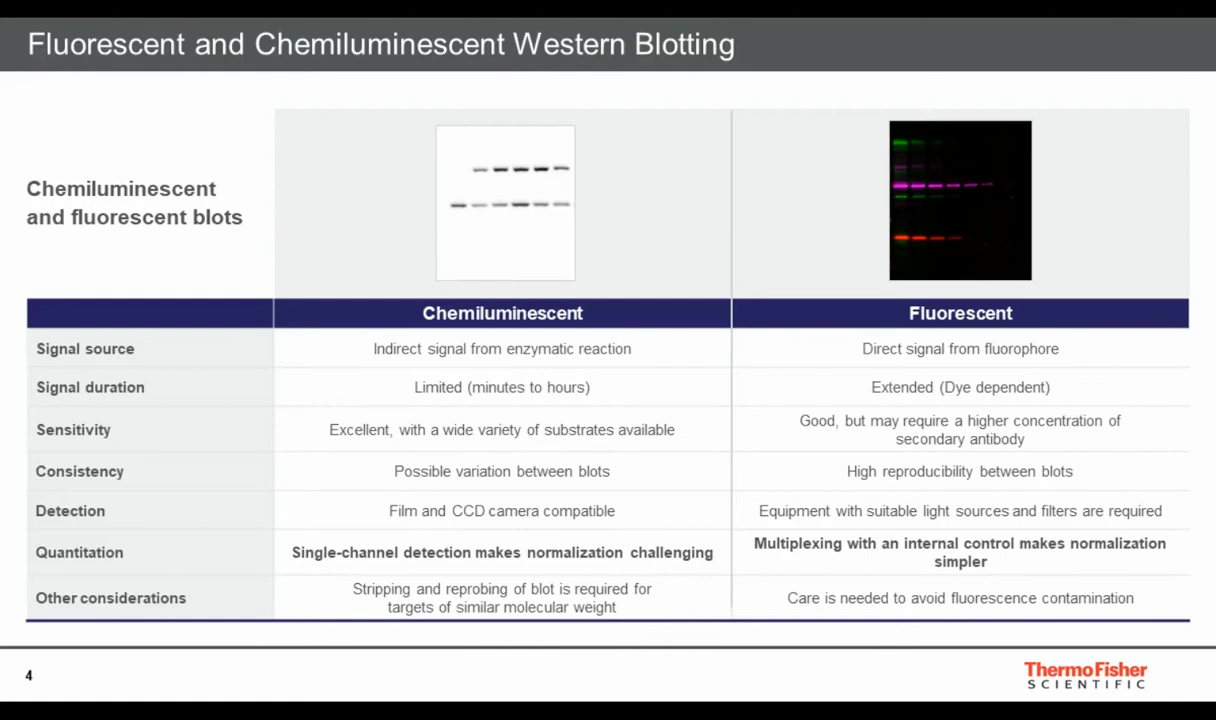 Fluorescent and Chemiluminescent Western Blotting
Chemiluminescent
and fluorescent blots
Chemiluminescent
Fluorescent
Signal source
Indirect signal from enzymatic reaction
Direct signal from fluorophore
Signal duration
Limited (minutes to hours)
Extended (Dye dependent)
Sensitivity
Excellent, with a wide variety of substrates available
Good, but may require a higher concentration of
secondary antibody
Consistency
Possible variation between blots
High reproducibility between blots
Detection
Film and CCD camera compatible
Equipment with suitable light sources and filters are required
Quantitation
Single-channel detection makes normalization challenging
Multiplexing with an internal control makes normalization
simpler
Other considerations
Stripping and reprobing of blot is required for
targets of similar molecular weight
Care is needed to avoid fluorescence contamination
4
ThermoFisher
SCIENTIFIC